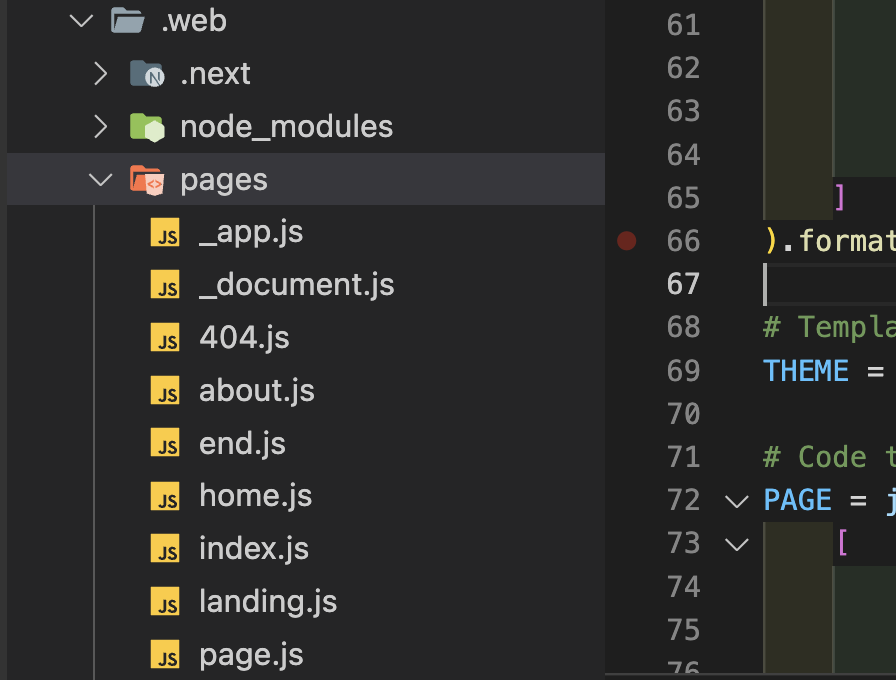 .web
.next
node_modules
pages
_app.js
_document.js
404.js
about.js
end.js
home.js
index.js
landing.js
page.js
61
62
63
64
65 ]
66 ).format
67
68 # Templa
69 THEME =
70
71 # Code t
72 PAGE = j
73 [
74
75
76